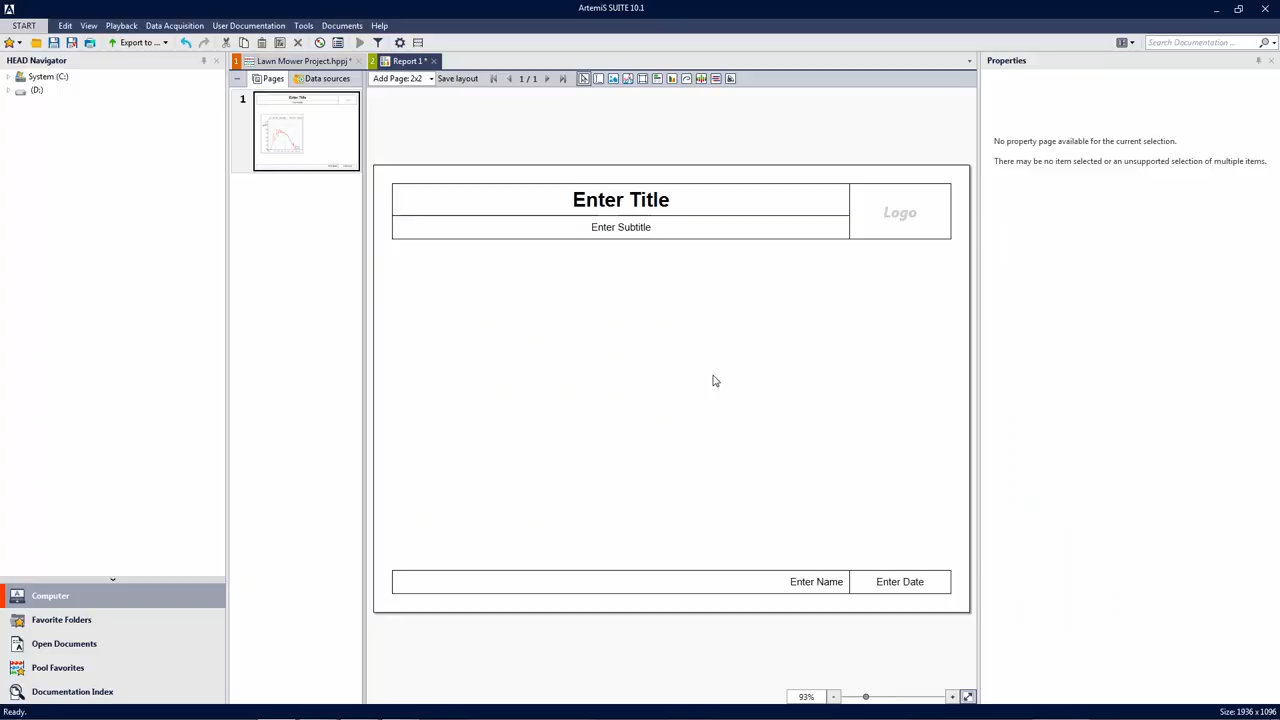 ArtemiS SUITE 10.1
START Edit View Playback Data Acquisition User Documentation Tools Documents Help
Export to ... Search Documentation ...
HEAD Navigator
1 Lawn Mower Project.hppj *
2 Report 1 *
Properties
System (C:)
(D:)
Pages Data sources
Add Page: 2x2 Save layout 1 / 1
1
Enter Title
No property page available for the current selection.
There may be no item selected or an unsupported selection of multiple items.
Enter Title
Enter Subtitle
Logo
Enter Name Enter Date
Computer
Favorite Folders
Open Documents
Pool Favorites
Documentation Index
93%
Ready. Size: 1936 x 1096